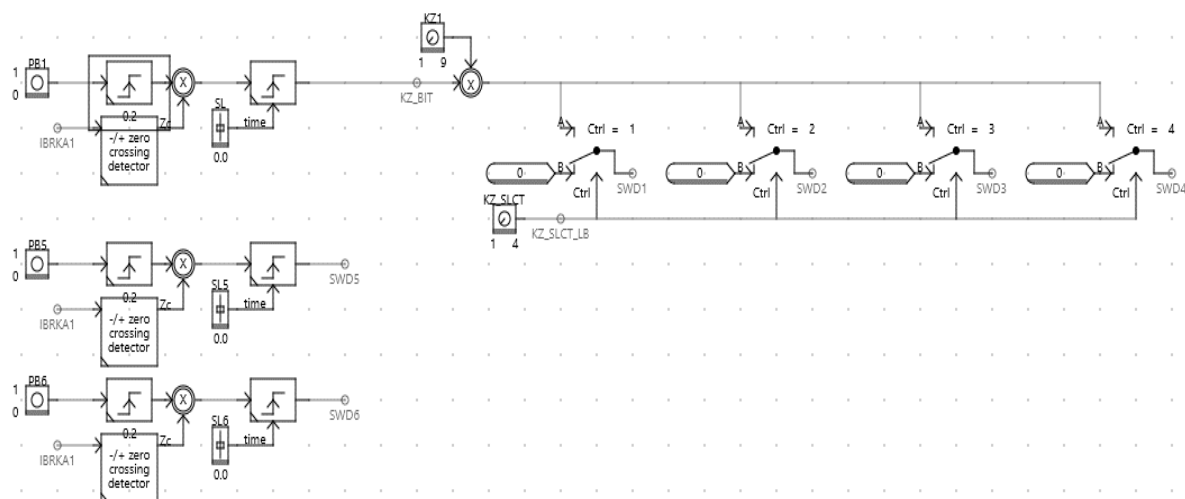 KZ1
1 9
PB1
1
0
X
X
KZ_BIT
SL
time
0.0
0.2
Zc
IBRKA1
-/+ zero
crossing
detector
A Ctrl = 1
A Ctrl = 2
A Ctrl = 3
A Ctrl = 4
0 B SWD1
0 B SWD2
0 B SWD3
0 B SWD4
Ctrl
Ctrl
Ctrl
Ctrl
KZ_SLCT
1 4
KZ_SLCT_LB
PB5
1
0
X
SWD5
SL5
time
0.0
0.2
Zc
IBRKA1
-/+ zero
crossing
detector
PB6
1
0
X
SWD6
SL6
time
0.0
0.2
Zc
IBRKA1
-/+ zero
crossing
detector